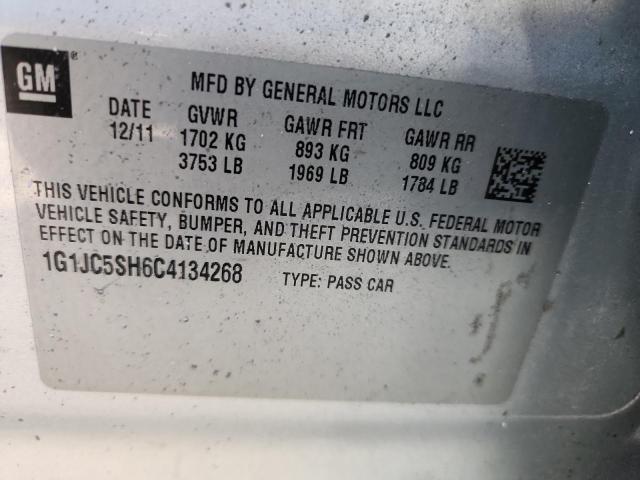 GM ®
MFD BY GENERAL MOTORS LLC
DATE GVWR GAWR FRT GAWR RR
12/11 1702 KG 893 KG 809 KG
3753 LB 1969 LB 1784 LB
THIS VEHICLE CONFORMS TO ALL APPLICABLE U.S. FEDERAL MOTOR
VEHICLE SAFETY, BUMPER, AND THEFT PREVENTION STANDARDS IN
EFFECT ON THE DATE OF MANUFACTURE SHOWN ABOVE.
1G1JC5SH6C4134268 TYPE: PASS CAR